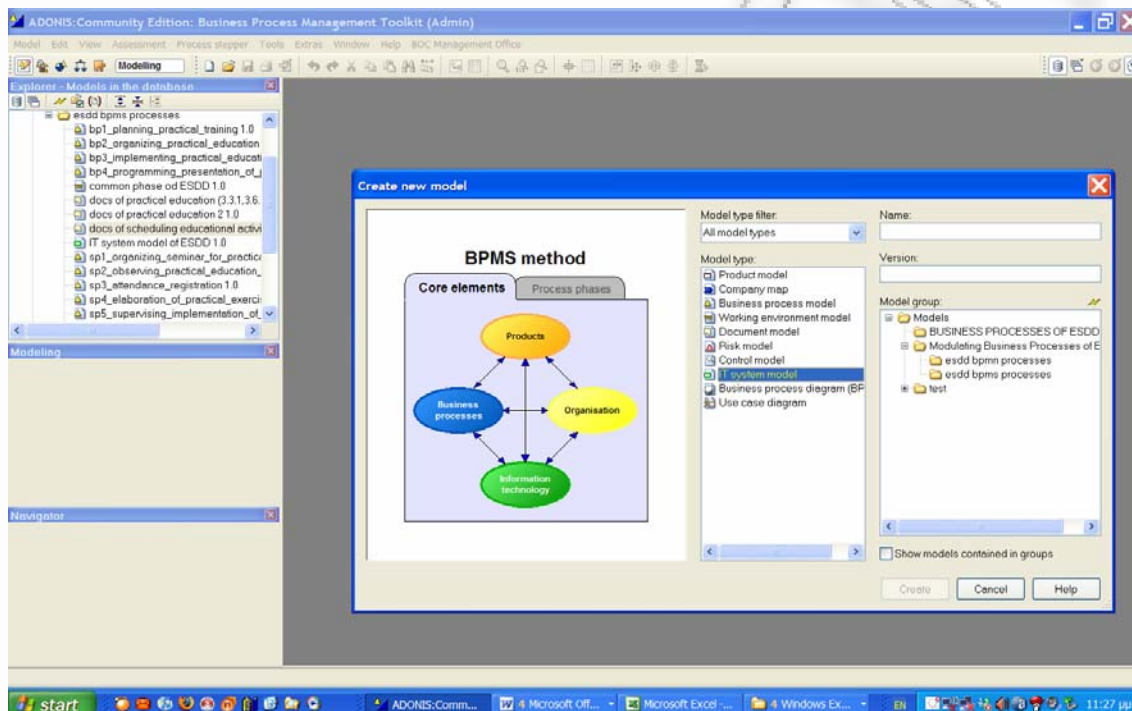 ADONIS:Community Edition: Business Process Management Toolkit (Admin)
Model Edit View Assessment Process stepper Tools Extras Window Help BOC Management Office
Modelling
Explorer - Models in the database
esdd bpms processes
bp1_planning_practical_training 1.0
bp2_organizing_practical_education
bp3_implementing_practical_educati
bp4_programming_presentation_of_
common phase od ESDD 1.0
docs of practical education (3.3.1,3.6.
docs of practical education 2 1.0
docs of scheduling educational activi
IT system model of ESDD 1.0
sp1_organizing_seminar_for_practica
sp2_observing_practical_education_
sp3_attendance_registration 1.0
sp4_elaboration_of_practical_exerci
sp5_supervising_implementation_of_
Modeling
Navigator
Create new model
BPMS method
Core elements Process phases
Products
Business processes
Organisation
Information technology
Model type filter:
All model types
Model type:
Product model
Company map
Business process model
Working environment model
Document model
Risk model
Control model
IT system model
Business process diagram (BP
Use case diagram
Name:
Version:
Model group:
Models
BUSINESS PROCESSES OF ESDD
Modulating Business Processes of E
esdd bpmn processes
esdd bpms processes
test
Show models contained in groups
Create Cancel Help
start
ADONIS:Comm...
4 Microsoft Off...
Microsoft Excel -...
4 Windows Ex...
EN
11:27 μμ